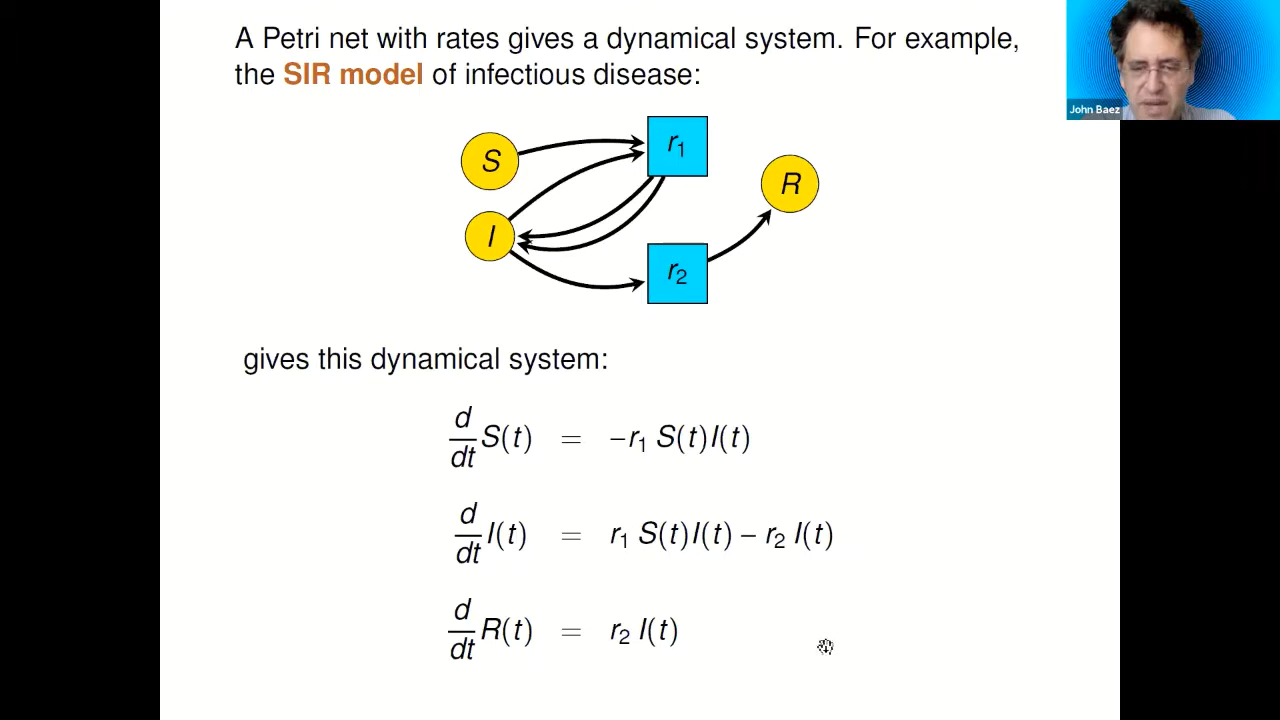 A Petri net with rates gives a dynamical system. For example,
the SIR model of infectious disease:
John Baez
S
r₁
R
I
r₂
gives this dynamical system:
d/dt S(t) = −r₁ S(t)I(t)
d/dt I(t) = r₁ S(t)I(t) − r₂ I(t)
d/dt R(t) = r₂ I(t)